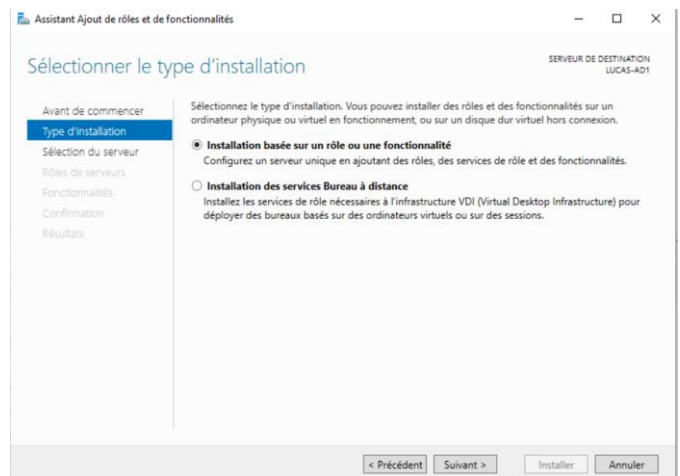 Assistant Ajout de rôles et de fonctionnalités
Sélectionner le type d'installation
SERVEUR DE DESTINATION
LUCAS-AD1
Avant de commencer
Type d'installation
Sélection du serveur
Rôles de serveurs
Fonctionnalités
Confirmation
Résultats
Sélectionnez le type d'installation. Vous pouvez installer des rôles et des fonctionnalités sur un
ordinateur physique ou virtuel en fonctionnement, ou sur un disque dur virtuel hors connexion.
Installation basée sur un rôle ou une fonctionnalité
Configurez un serveur unique en ajoutant des rôles, des services de rôle et des fonctionnalités.
Installation des services Bureau à distance
Installez les services de rôle nécessaires à l'infrastructure VDI (Virtual Desktop Infrastructure) pour
déployer des bureaux basés sur des ordinateurs virtuels ou sur des sessions.
< Précédent Suivant > Installer Annuler